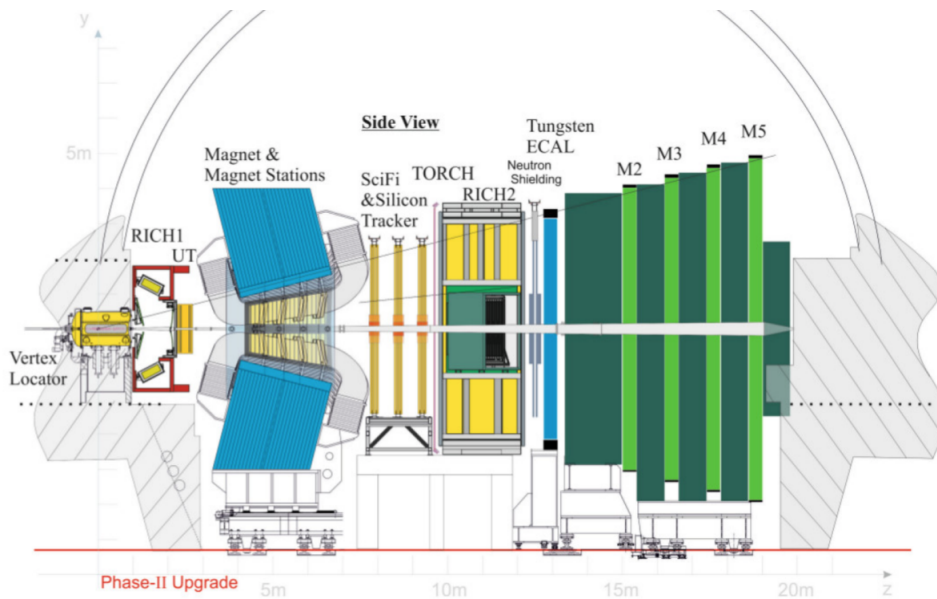 y
5m
Side View
Magnet &
Magnet Stations
SciFi
&Silicon
Tracker
TORCH
RICH2
Neutron
Shielding
Tungsten
ECAL
M2
M3
M4
M5
RICH1
UT
Vertex
Locator
Phase-II Upgrade
5m
10m
15m
20m
z